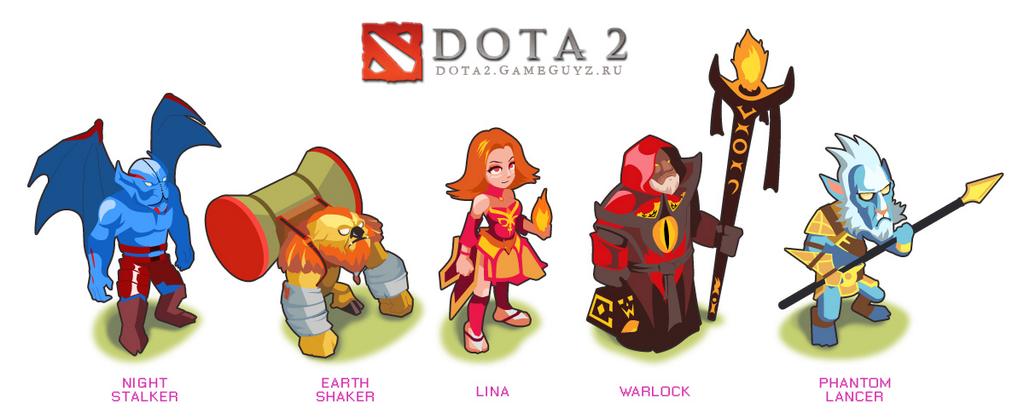 DOTA 2
DOTA2.GAMEGUYZ.RU
NIGHT
STALKER
EARTH
SHAKER
LINA
WARLOCK
PHANTOM
LANCER